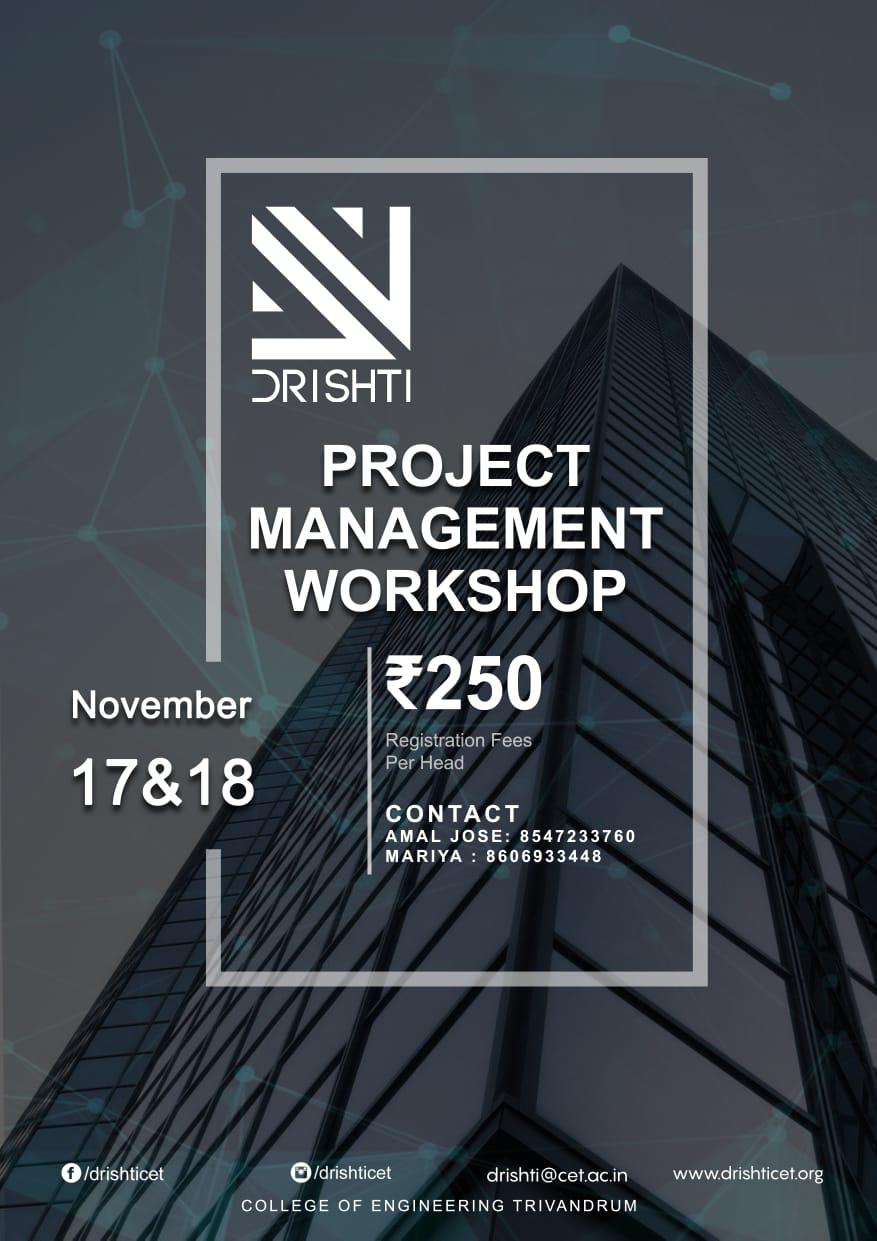 DRISHTI
PROJECT
MANAGEMENT
WORKSHOP
November
17&18
₹250
Registration Fees
Per Head
CONTACT
AMAL JOSE: 8547233760
MARIYA : 8606933448
/drishticet /drishticet drishti@cet.ac.in www.drishticet.org
COLLEGE OF ENGINEERING TRIVANDRUM